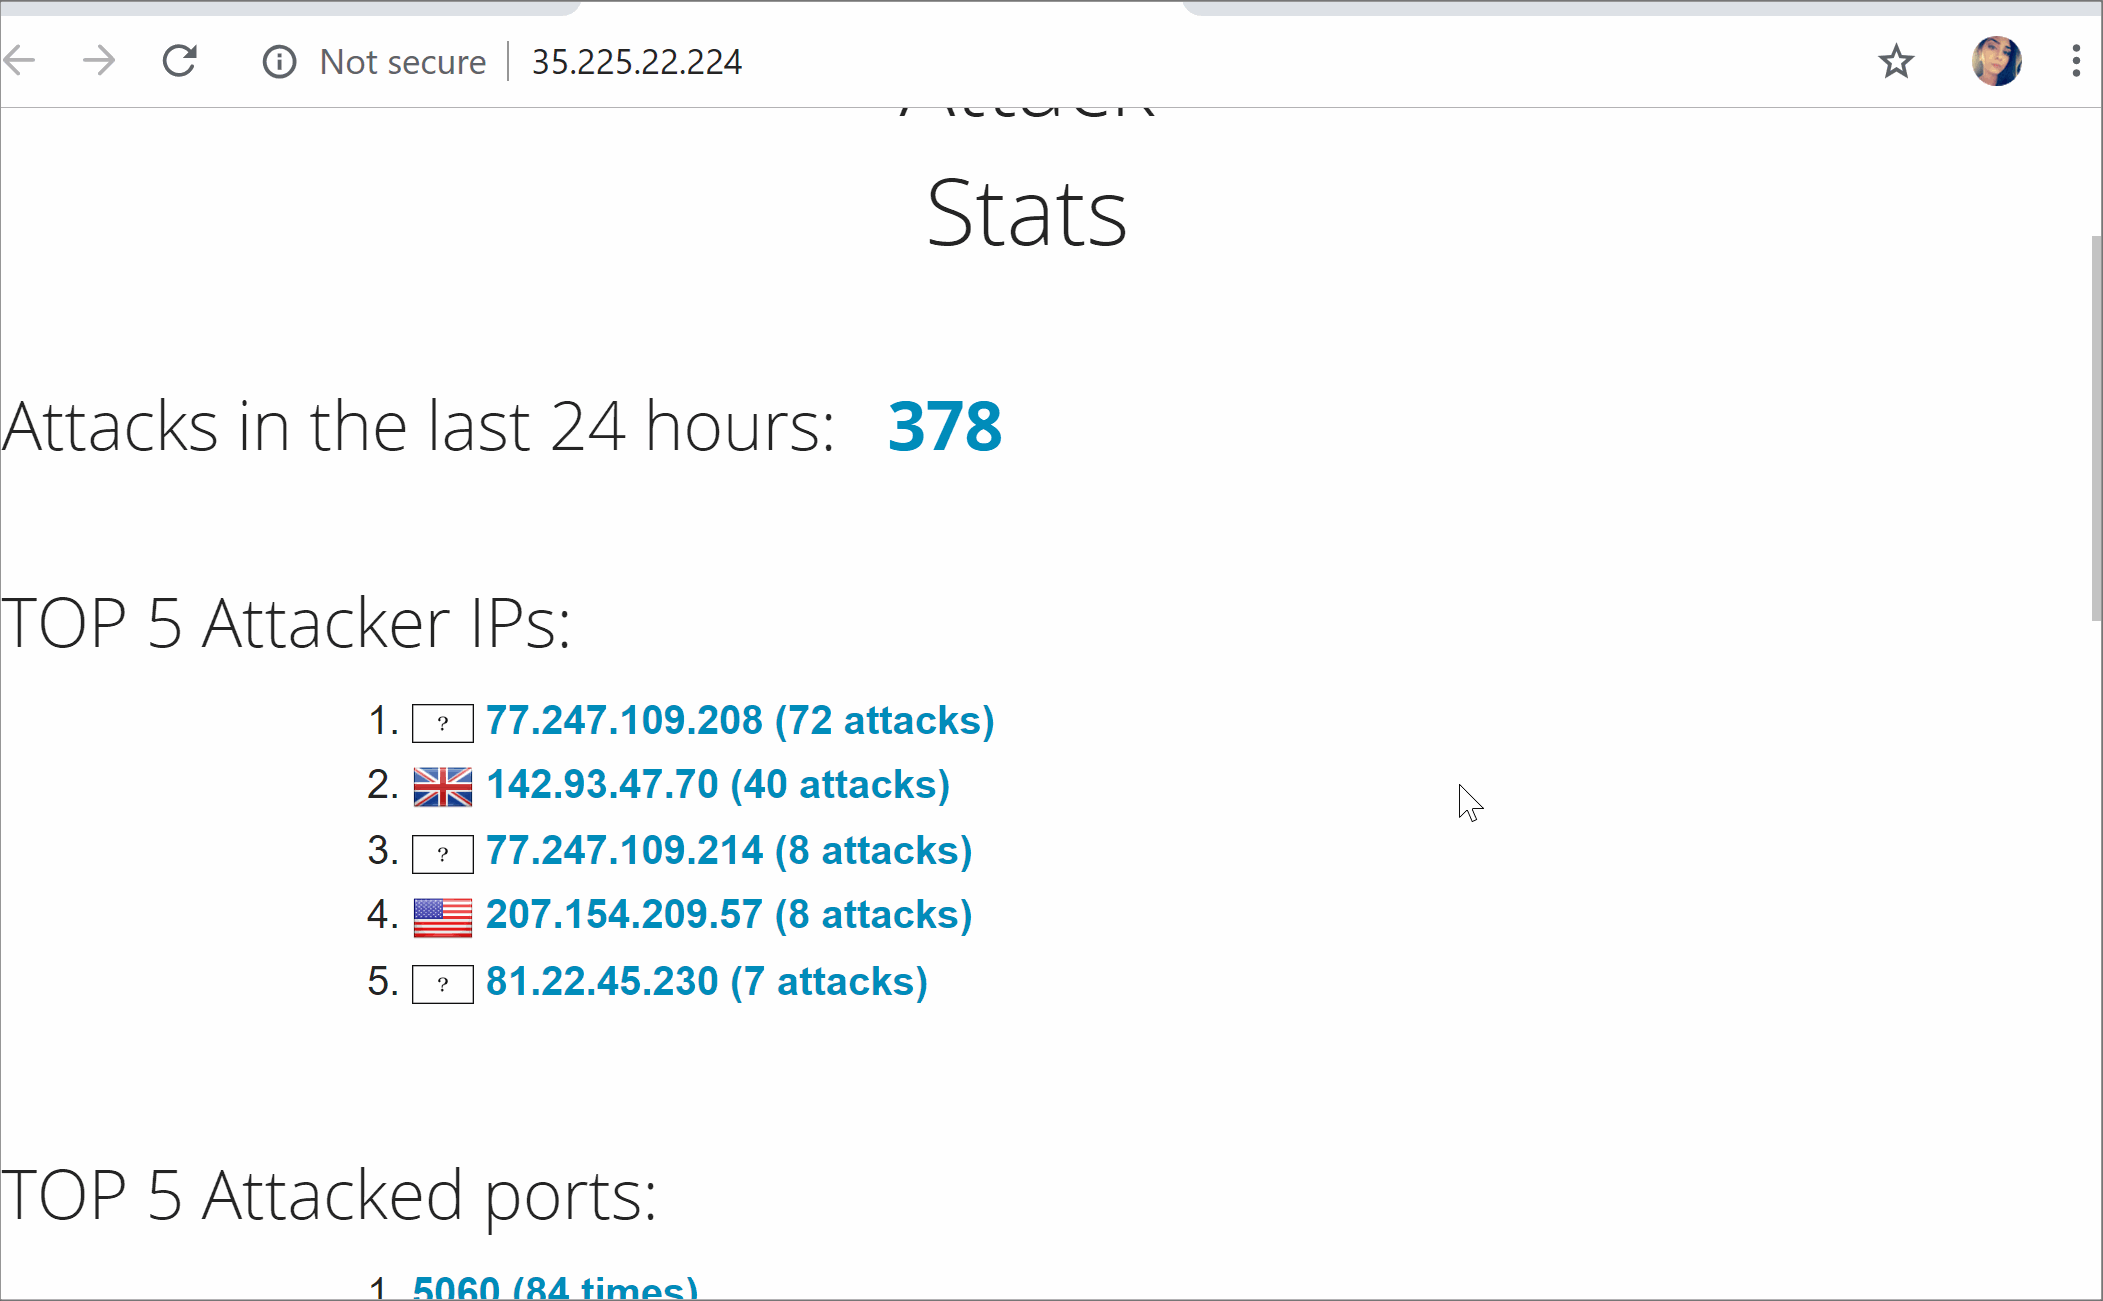 Not secure 35.225.22.224
Attack
Stats
Attacks in the last 24 hours: 378
TOP 5 Attacker IPs:
1. ? 77.247.109.208 (72 attacks)
2. 142.93.47.70 (40 attacks)
3. ? 77.247.109.214 (8 attacks)
4. 207.154.209.57 (8 attacks)
5. ? 81.22.45.230 (7 attacks)
TOP 5 Attacked ports:
1. 5060 (84 times)